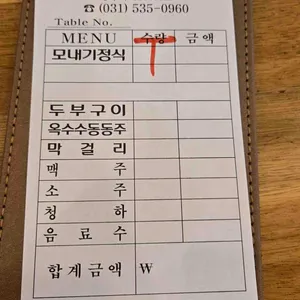 ☎ (031) 535-0960
Table No.
MENU 수량 금액
모내기정식
두부구이
옥수수동동주
막걸리
맥주
소주
청하
음료수
합계금액 ₩